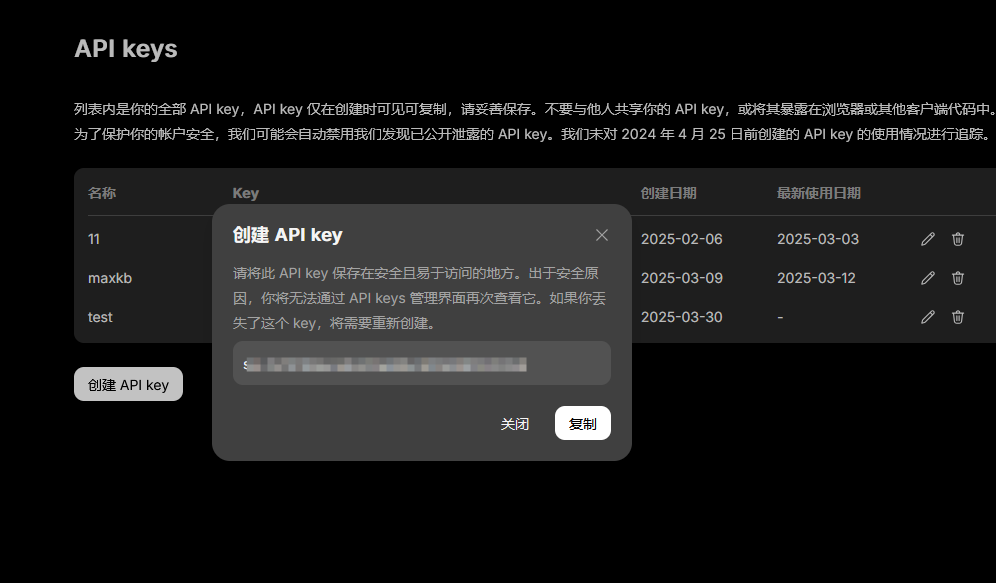 API keys
列表内是你的全部 API key，API key 仅在创建时可见可复制，请妥善保存。不要与他人共享你的 API key，或将其暴露在浏览器或其他客户端代码中。
为了保护你的帐户安全，我们可能会自动禁用我们发现已公开泄露的 API key。我们未对 2024 年 4 月 25 日前创建的 API key 的使用情况进行追踪。
名称 Key 创建日期 最新使用日期
11 2025-02-06 2025-03-03
maxkb 2025-03-09 2025-03-12
test 2025-03-30 -
创建 API key
创建 API key
请将此 API key 保存在安全且易于访问的地方。出于安全原
因，你将无法通过 API keys 管理界面再次查看它。如果你丢
失了这个 key，将需要重新创建。
关闭 复制